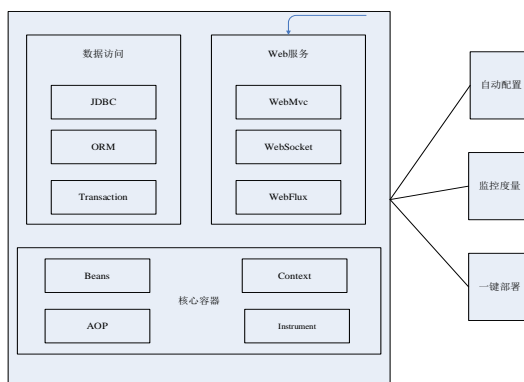 数据访问
JDBC
ORM
Transaction
Web服务
WebMvc
WebSocket
WebFlux
核心容器
Beans
Context
AOP
Instrument
自动配置
监控度量
一键部署